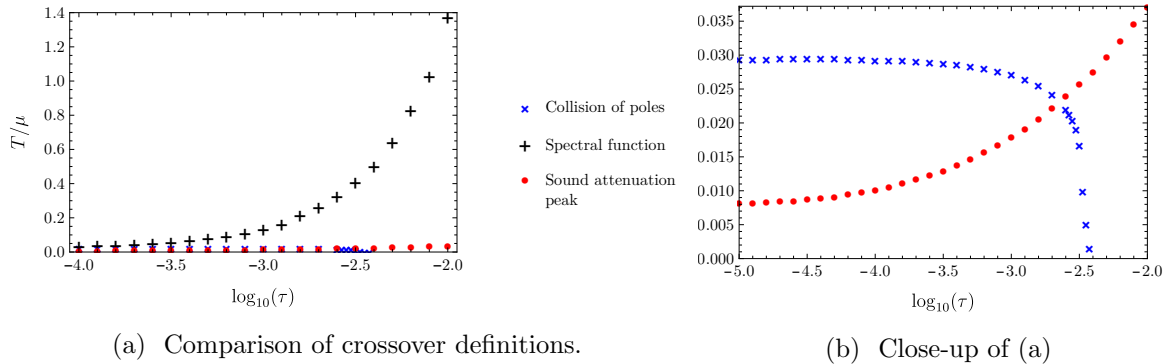 1.4
1.2
1.0
0.8
0.6
0.4
0.2
0.0
T/μ
−4.0 −3.5 −3.0 −2.5 −2.0
log₁₀(τ)
Collision of poles
Spectral function
Sound attenuation
peak
0.035
0.030
0.025
0.020
0.015
0.010
0.005
0.000
−5.0 −4.5 −4.0 −3.5 −3.0 −2.5 −2.0
log₁₀(τ)
(a) Comparison of crossover definitions.
(b) Close-up of (a)